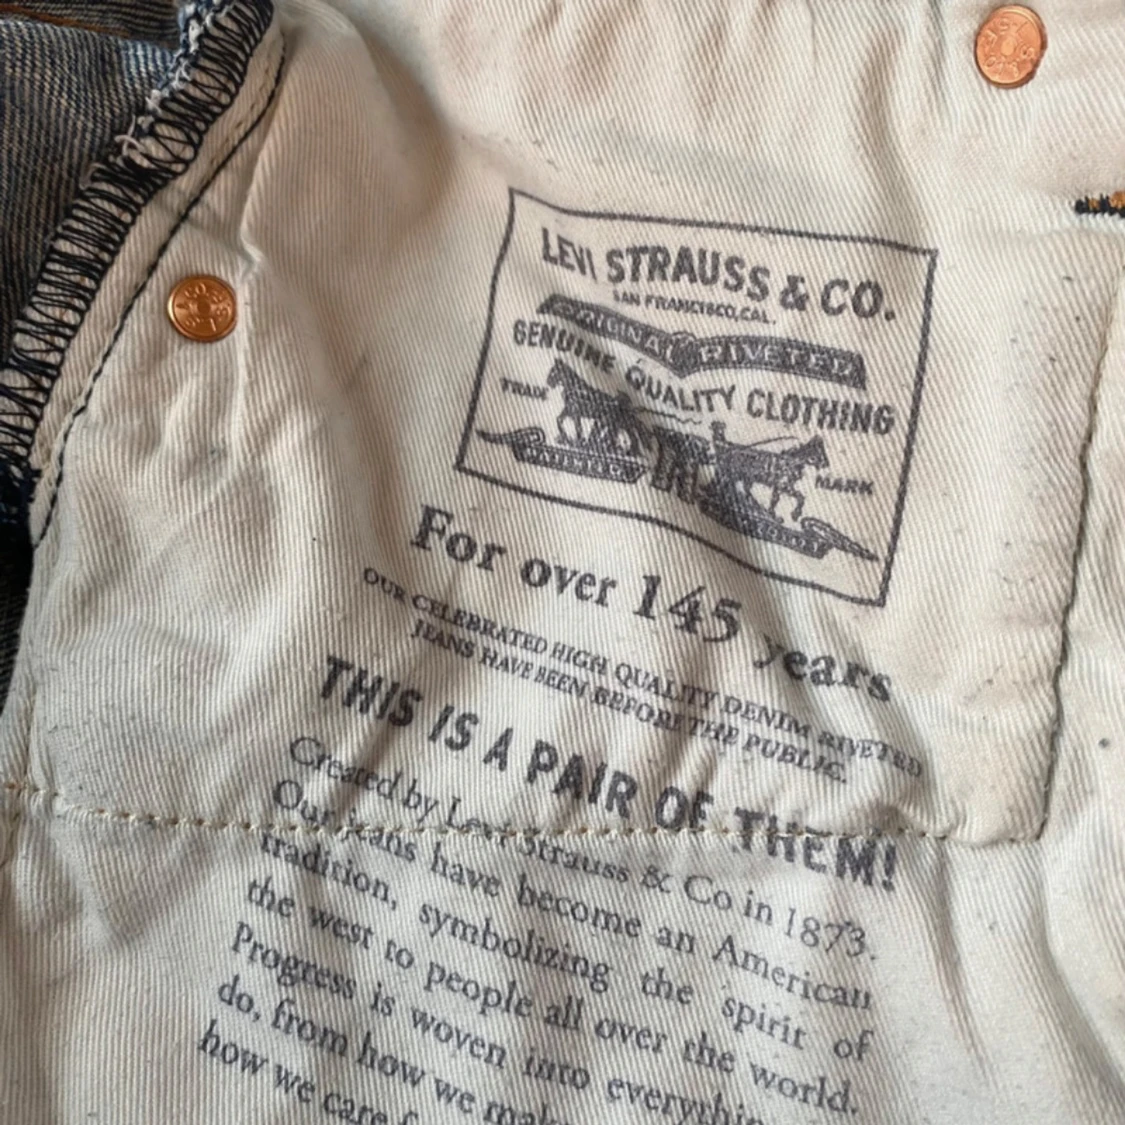 LEVI STRAUSS & CO.
SAN FRANCISCO, CAL.
ORIGINAL RIVETED
GENUINE QUALITY CLOTHING
TRADE MARK
For over 145 years
OUR CELEBRATED HIGH QUALITY DENIM RIVETED
JEANS HAVE BEEN BEFORE THE PUBLIC.
THIS IS A PAIR OF THEM!
Created by Levi Strauss & Co in 1873.
Our jeans have become an American
tradition, symbolizing the spirit of
the west to people all over the world.
Progress is woven into
do, from how we
how we care